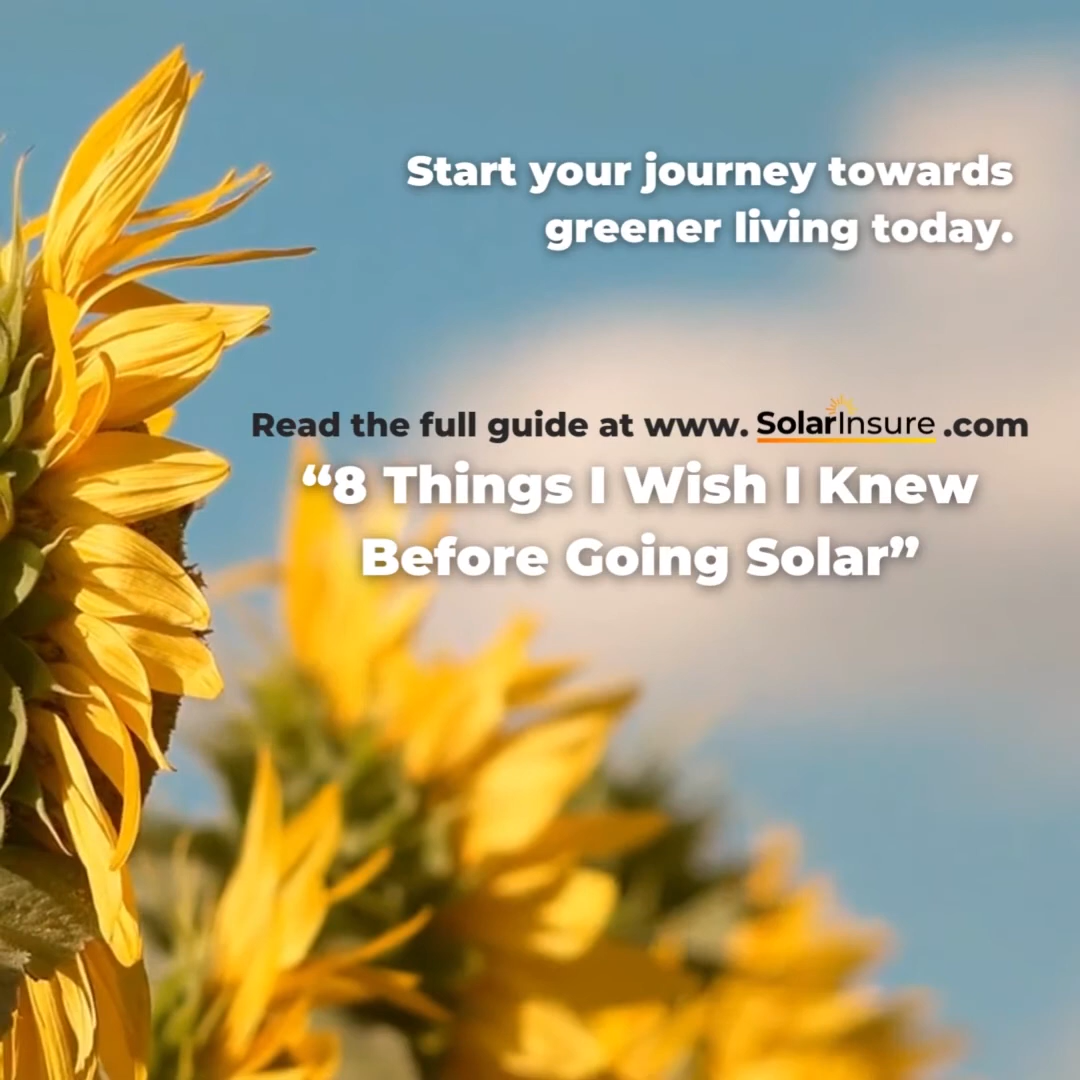 Start your journey towards
greener living today.
Read the full guide at www. SolarInsure .com
“8 Things I Wish I Knew
Before Going Solar”